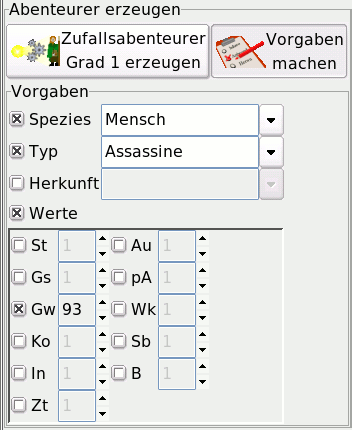 Abenteurer erzeugen
Zufallsabenteurer
Grad 1 erzeugen
Vorgaben
machen
Vorgaben
Spezies Mensch
Typ Assassine
Herkunft
Werte
St 1 Au 1
Gs 1 pA 1
Gw 93 Wk 1
Ko 1 Sb 1
In 1 B 1
Zt 1